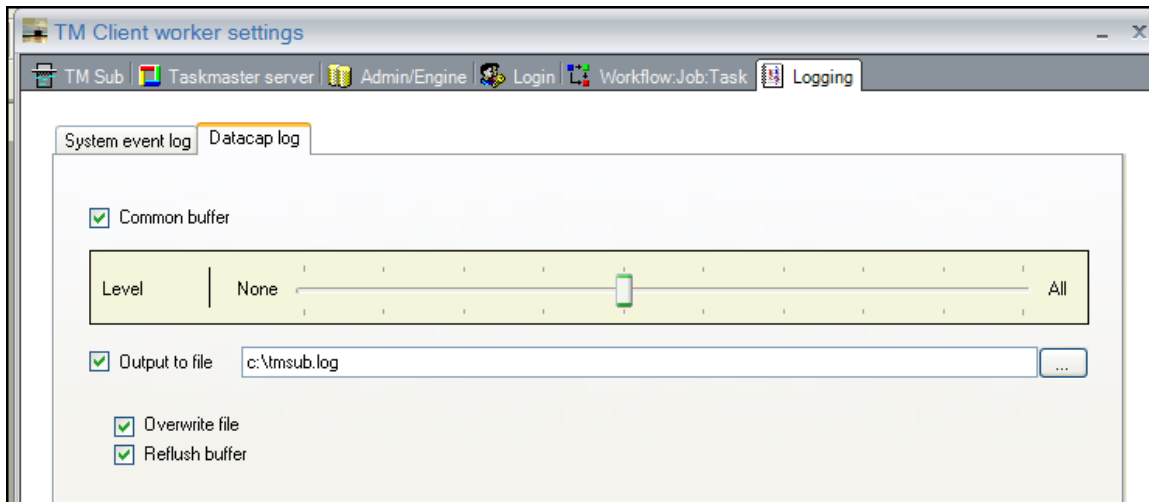 TM Client worker settings
TM Sub Taskmaster server Admin/Engine Login Workflow:Job:Task Logging
System event log Datacap log
Common buffer
Level None All
Output to file c:\tmsub.log ...
Overwrite file
Reflush buffer